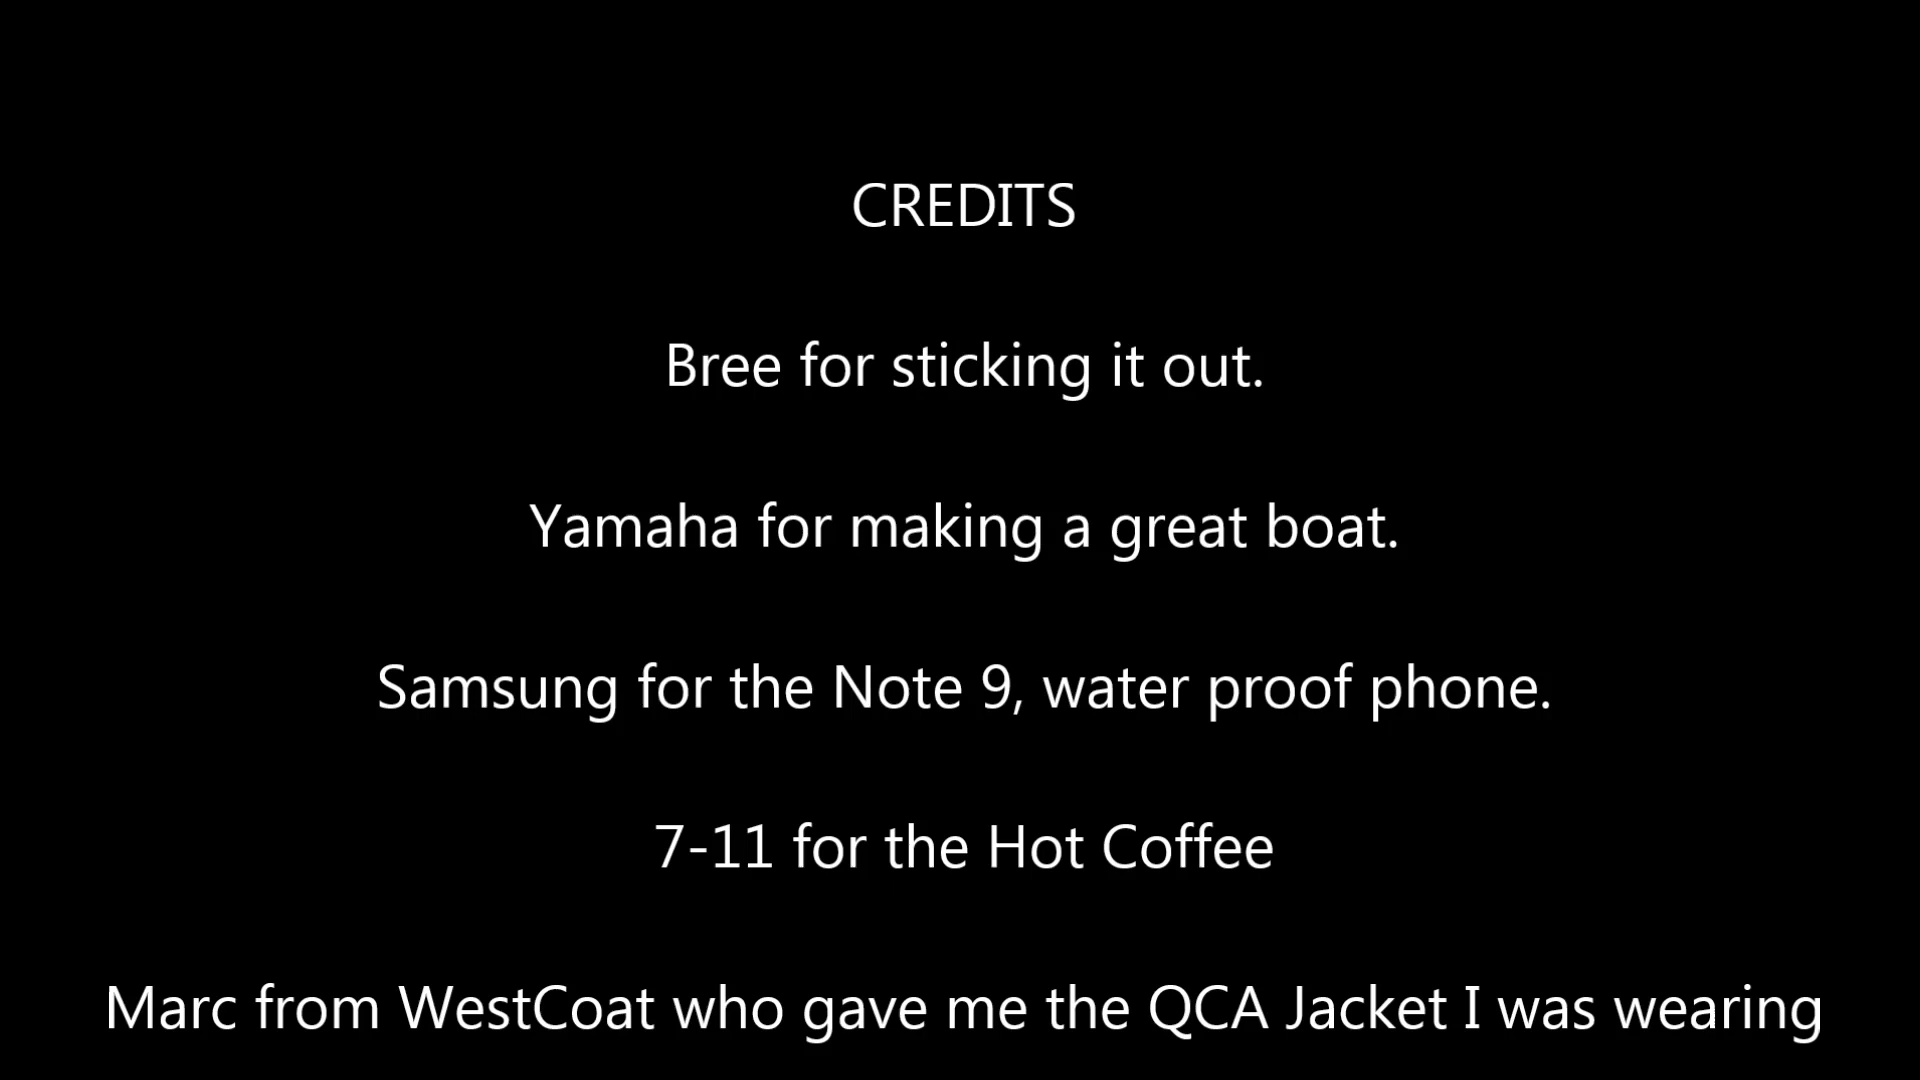 CREDITS
Bree for sticking it out.
Yamaha for making a great boat.
Samsung for the Note 9, water proof phone.
7-11 for the Hot Coffee
Marc from WestCoat who gave me the QCA Jacket I was wearing